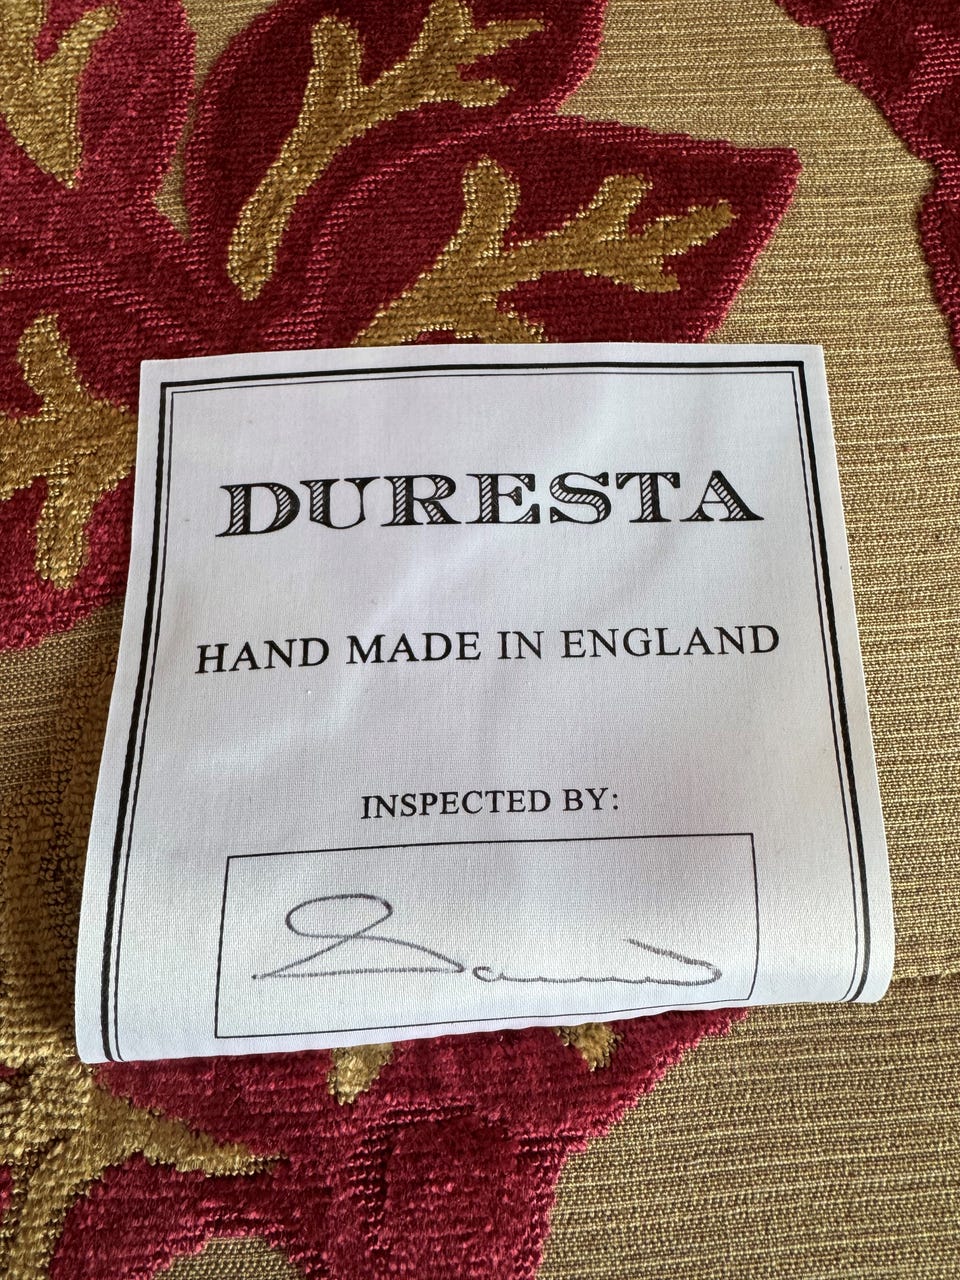 DURESTA
HAND MADE IN ENGLAND
INSPECTED BY: